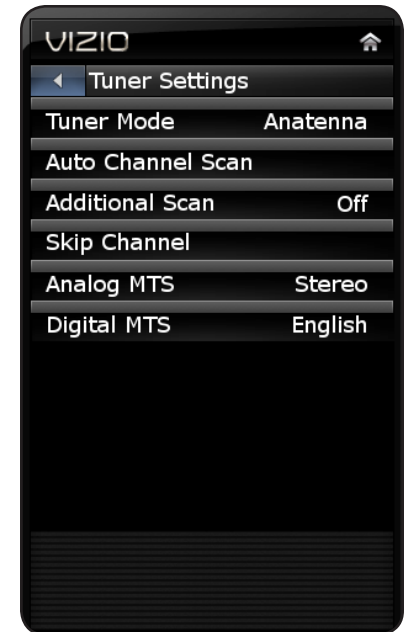 VIZIO
Tuner Settings
Tuner Mode Anatenna
Auto Channel Scan
Additional Scan Off
Skip Channel
Analog MTS Stereo
Digital MTS English